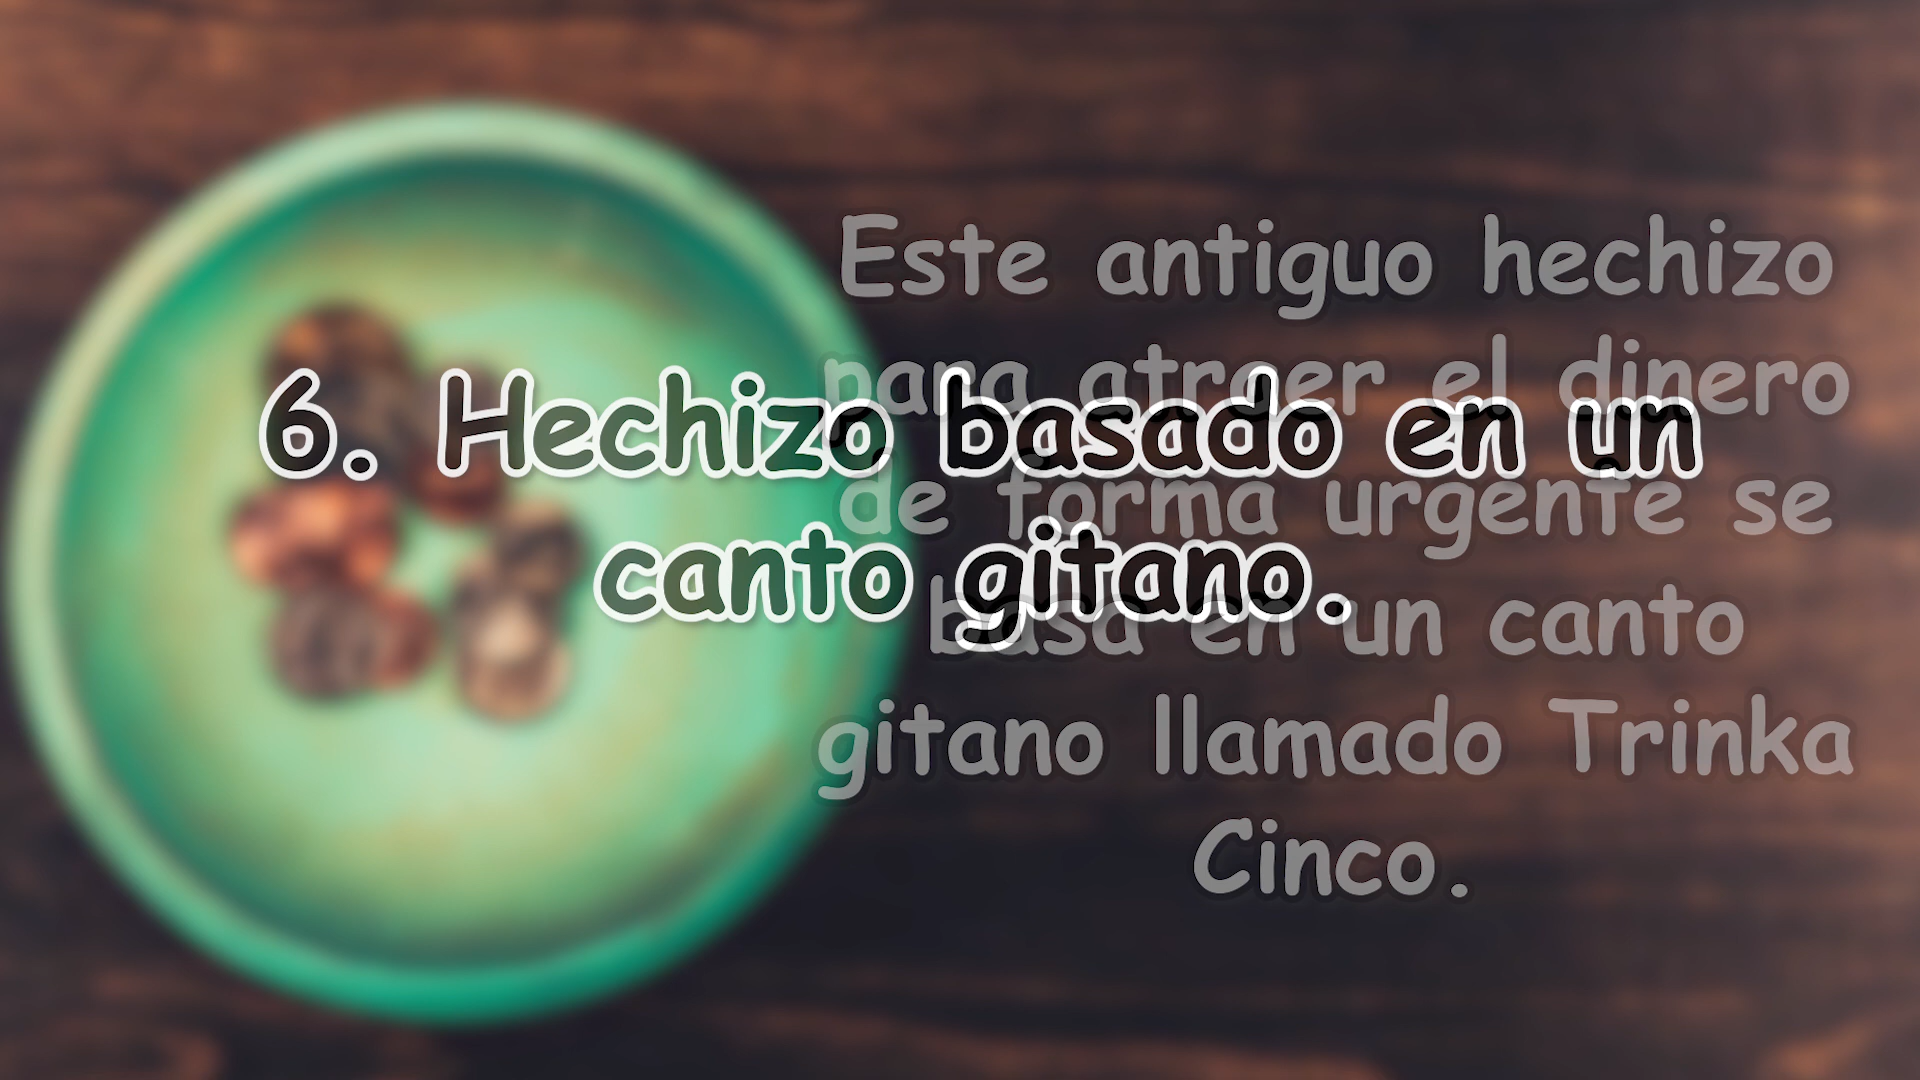 6. Hechizo basado en un
canto gitano.
Este antiguo hechizo
para atraer el dinero
de forma urgente se
basa en un canto
gitano llamado Trinka
Cinco.